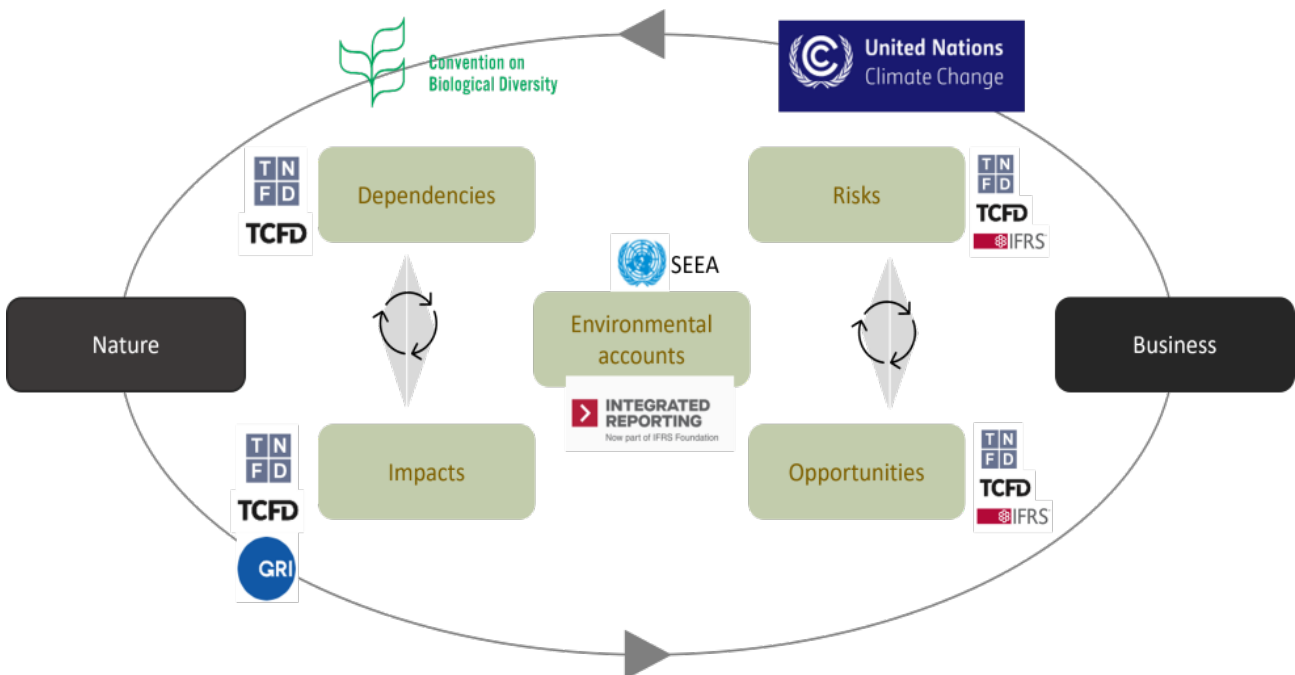 Convention on
Biological Diversity
United Nations
Climate Change
T N
F D
TCFD
Dependencies
Risks
T N
F D
TCFD
IFRS
SEEA
Nature
Environmental
accounts
Business
INTEGRATED
REPORTING
Now part of IFRS Foundation
T N
F D
TCFD
GRI
Impacts
Opportunities
T N
F D
TCFD
IFRS